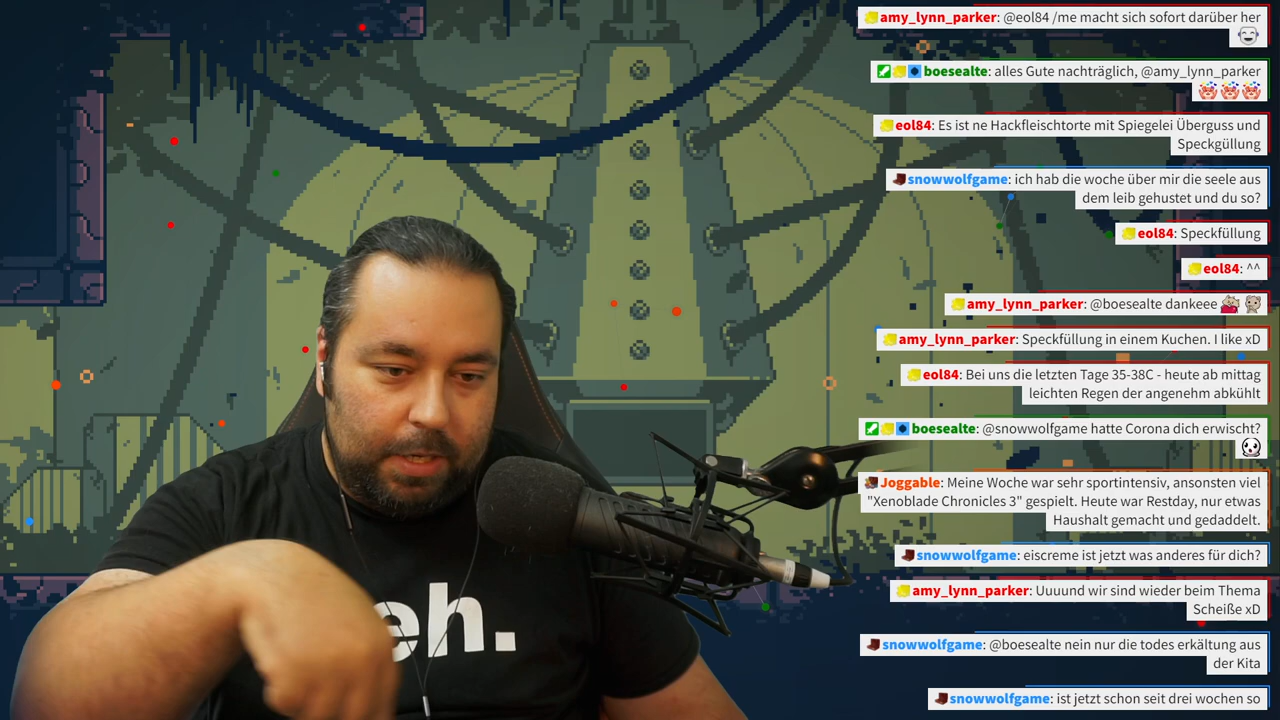 amy_lynn_parker: @eol84 /me macht sich sofort darüber her
boesealte: alles Gute nachträglich, @amy_lynn_parker
eol84: Es ist ne Hackfleischtorte mit Spiegelei Überguss und
Speckgüllung
snowwolfgame: ich hab die woche über mir die seele aus
dem leib gehustet und du so?
eol84: Speckfüllung
eol84: ^^
amy_lynn_parker: @boesealte dankeee
amy_lynn_parker: Speckfüllung in einem Kuchen. I like xD
eol84: Bei uns die letzten Tage 35-38C - heute ab mittag
leichten Regen der angenehm abkühlt
boesealte: @snowwolfgame hatte Corona dich erwischt?
Joggable: Meine Woche war sehr sportintensiv, ansonsten viel
"Xenoblade Chronicles 3" gespielt. Heute war Restday, nur etwas
Haushalt gemacht und gedaddelt.
snowwolfgame: eiscreme ist jetzt was anderes für dich?
amy_lynn_parker: Uuuund wir sind wieder beim Thema
Scheiße xD
snowwolfgame: @boesealte nein nur die todes erkältung aus
der Kita
snowwolfgame: ist jetzt schon seit drei wochen so
eh.